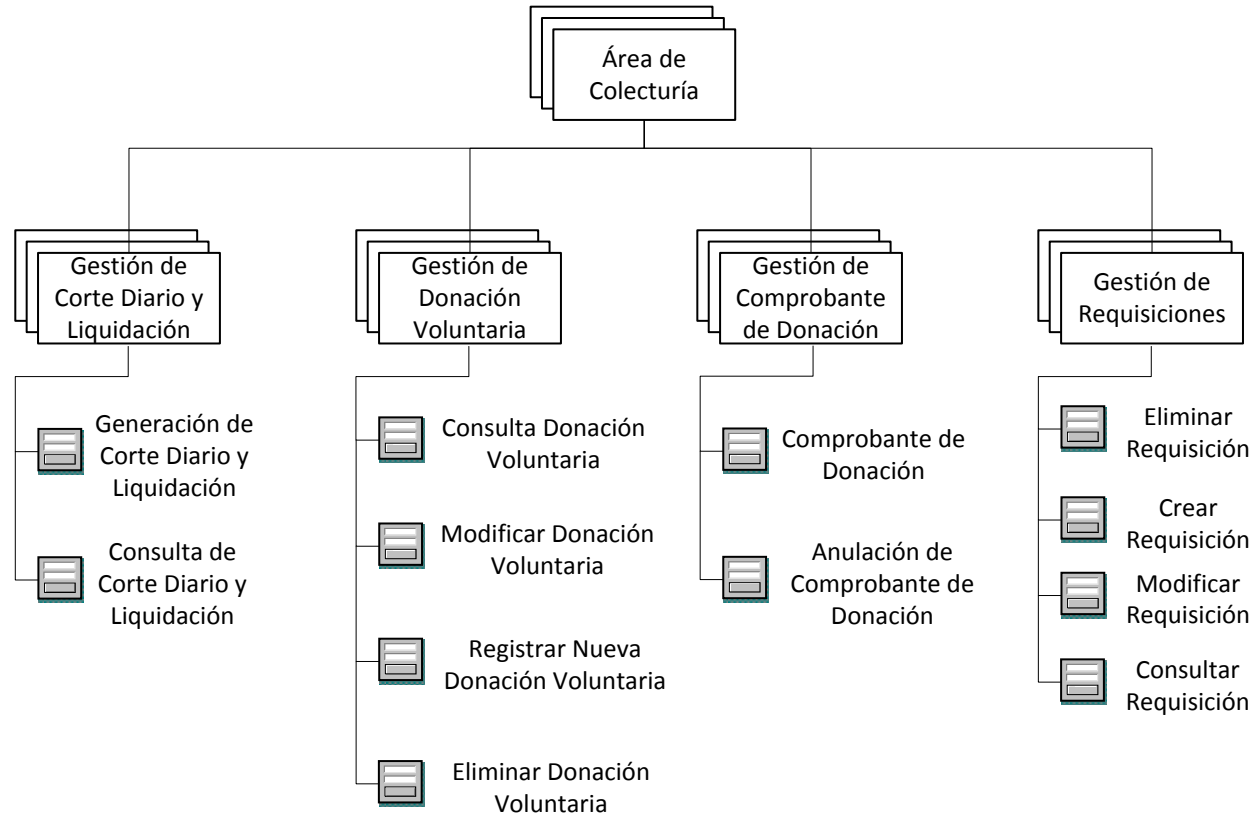 Área de
Colecturía
Gestión de
Corte Diario y
Liquidación
Gestión de
Donación
Voluntaria
Gestión de
Comprobante
de Donación
Gestión de
Requisiciones
Generación de
Corte Diario y
Liquidación
Consulta de
Corte Diario y
Liquidación
Consulta Donación
Voluntaria
Modificar Donación
Voluntaria
Registrar Nueva
Donación Voluntaria
Eliminar Donación
Voluntaria
Comprobante de
Donación
Anulación de
Comprobante de
Donación
Eliminar
Requisición
Crear
Requisición
Modificar
Requisición
Consultar
Requisición